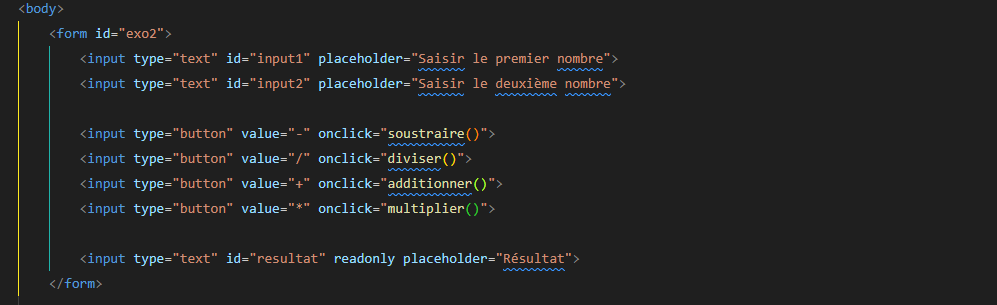 <body>
<form id="exo2">
<input type="text" id="input1" placeholder="Saisir le premier nombre">
<input type="text" id="input2" placeholder="Saisir le deuxième nombre">
<input type="button" value="-" onclick="soustraire()">
<input type="button" value="/" onclick="diviser()">
<input type="button" value="+" onclick="additionner()">
<input type="button" value="*" onclick="multiplier()">
<input type="text" id="resultat" readonly placeholder="Résultat">
</form>